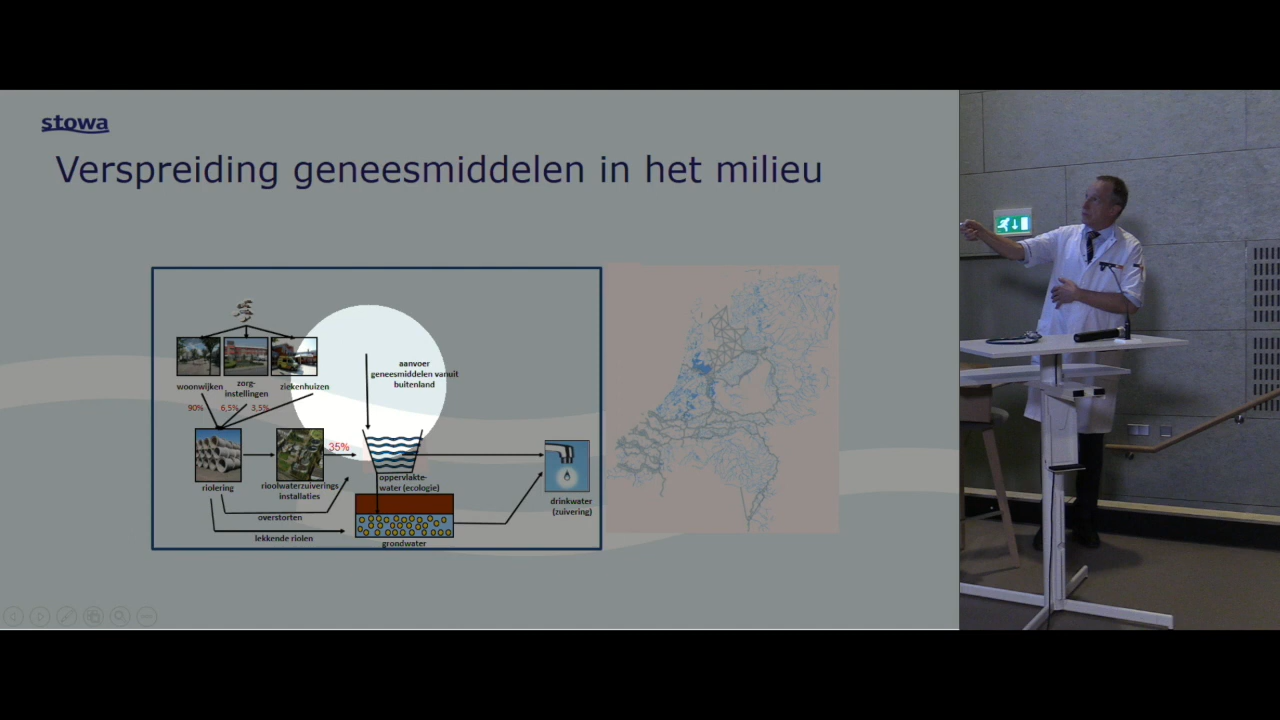 stowa
Verspreiding geneesmiddelen in het milieu
woonwijken
zorg-
instellingen
ziekenhuizen
90%
6,5%
3,5%
aanvoer
geneesmiddelen vanuit
buitenland
35%
riolering
rioolwaterzuiverings
installaties
oppervlakte-
water (ecologie)
drinkwater
(zuivering)
overstorten
lekkende riolen
grondwater